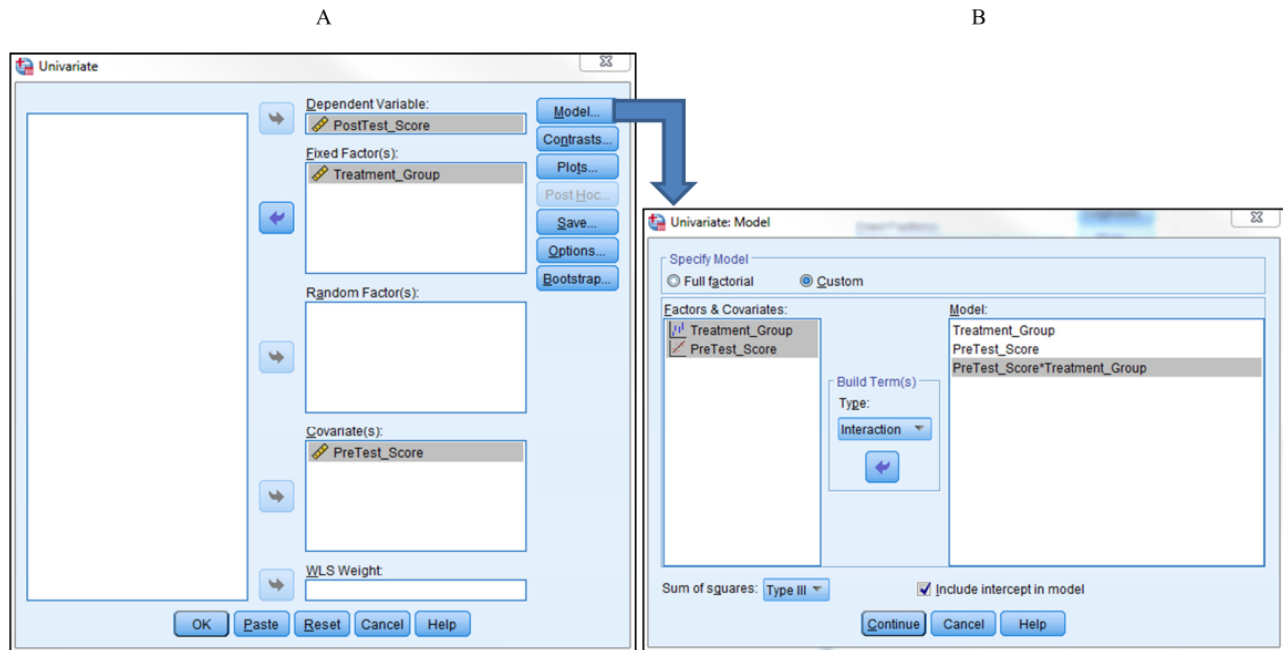 A
B
Univariate
Dependent Variable:
PostTest_Score
Fixed Factor(s):
Treatment_Group
Random Factor(s):
Covariate(s):
PreTest_Score
WLS Weight:
Model...
Contrasts...
Plots...
Post Hoc...
Save...
Options...
Bootstrap...
OK
Paste
Reset
Cancel
Help
Univariate: Model
Specify Model
Full factorial
Custom
Factors & Covariates:
Treatment_Group
PreTest_Score
Build Term(s)
Type:
Interaction
Model:
Treatment_Group
PreTest_Score
PreTest_Score*Treatment_Group
Sum of squares:
Type III
Include intercept in model
Continue
Cancel
Help